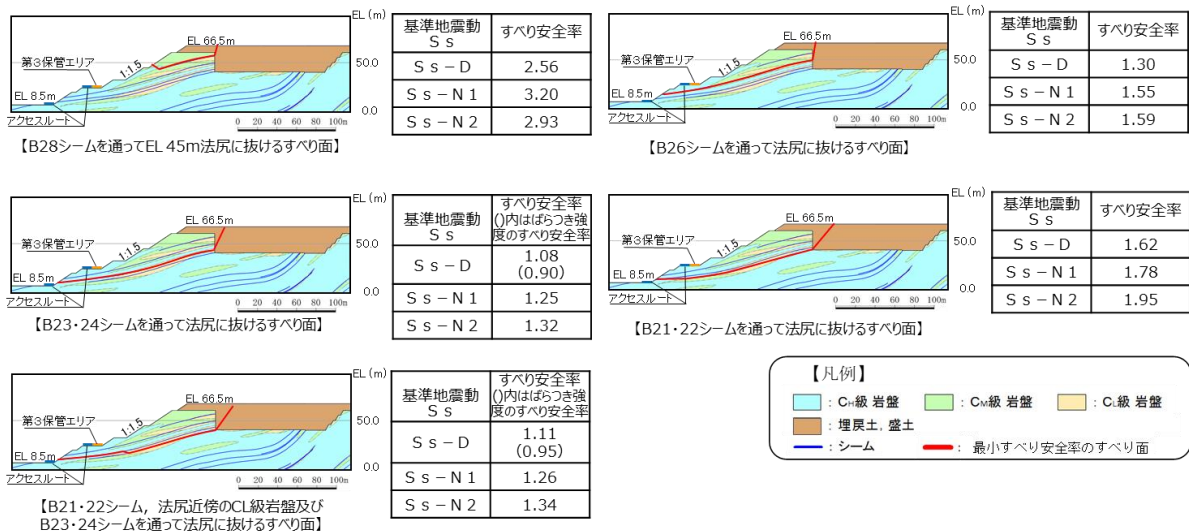 EL (m)
EL 66.5m
第3保管エリア
1:1.5
50.0
EL 8.5m
0.0
アクセスルート
0 20 40 60 80 100m
【B28シームを通ってEL 45m法尻に抜けるすべり面】
基準地震動
Ss
すべり安全率
Ss-D 2.56
Ss-N1 3.20
Ss-N2 2.93
EL (m)
EL 66.5m
第3保管エリア
1:1.5
50.0
EL 8.5m
0.0
アクセスルート
0 20 40 60 80 100m
【B26シームを通って法尻に抜けるすべり面】
基準地震動
Ss
すべり安全率
Ss-D 1.30
Ss-N1 1.55
Ss-N2 1.59
EL (m)
EL 66.5m
第3保管エリア
1:1.5
50.0
EL 8.5m
0.0
アクセスルート
0 20 40 60 80 100m
【B23・24シームを通って法尻に抜けるすべり面】
基準地震動
Ss
すべり安全率
()内はばらつき強
度のすべり安全率
Ss-D 1.08
(0.90)
Ss-N1 1.25
Ss-N2 1.32
EL (m)
EL 66.5m
第3保管エリア
1:1.5
50.0
EL 8.5m
0.0
アクセスルート
0 20 40 60 80 100m
【B21・22シームを通って法尻に抜けるすべり面】
基準地震動
Ss
すべり安全率
Ss-D 1.62
Ss-N1 1.78
Ss-N2 1.95
EL (m)
EL 66.5m
第3保管エリア
1:1.5
50.0
EL 8.5m
0.0
アクセスルート
0 20 40 60 80 100m
【B21・22シーム，法尻近傍のCL級岩盤及び
B23・24シームを通って法尻に抜けるすべり面】
基準地震動
Ss
すべり安全率
()内はばらつき強
度のすべり安全率
Ss-D 1.11
(0.95)
Ss-N1 1.26
Ss-N2 1.34
【凡例】
：CH級 岩盤 ：CM級 岩盤 ：CL級 岩盤
：埋戻土，盛土
：シーム ：最小すべり安全率のすべり面